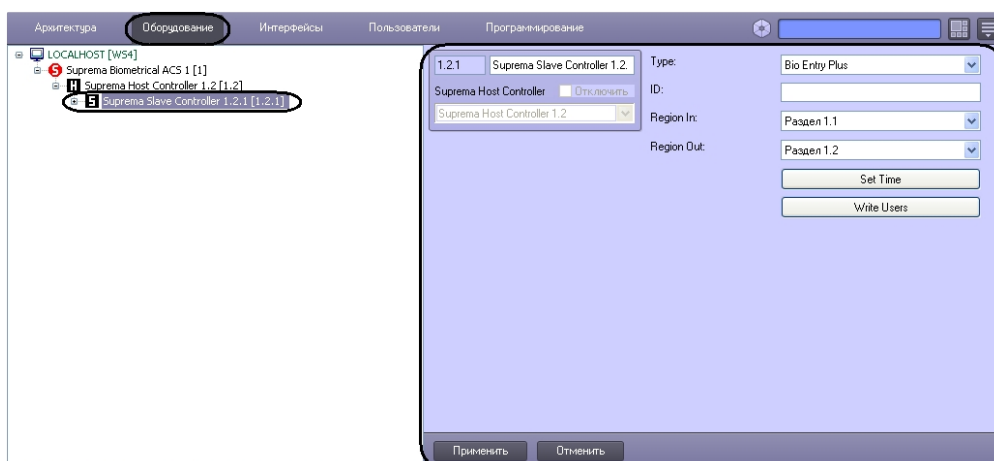 Архитектура Оборудование Интерфейсы Пользователи Программирование
LOCALHOST [WS4]
Suprema Biometrical ACS 1 [1]
H Suprema Host Controller 1.2 [1.2]
S Suprema Slave Controller 1.2.1 [1.2.1]
1.2.1 Suprema Slave Controller 1.2.
Suprema Host Controller Отключить
Suprema Host Controller 1.2
Type: Bio Entry Plus
ID:
Region In: Раздел 1.1
Region Out: Раздел 1.2
Set Time
Write Users
Применить Отменить